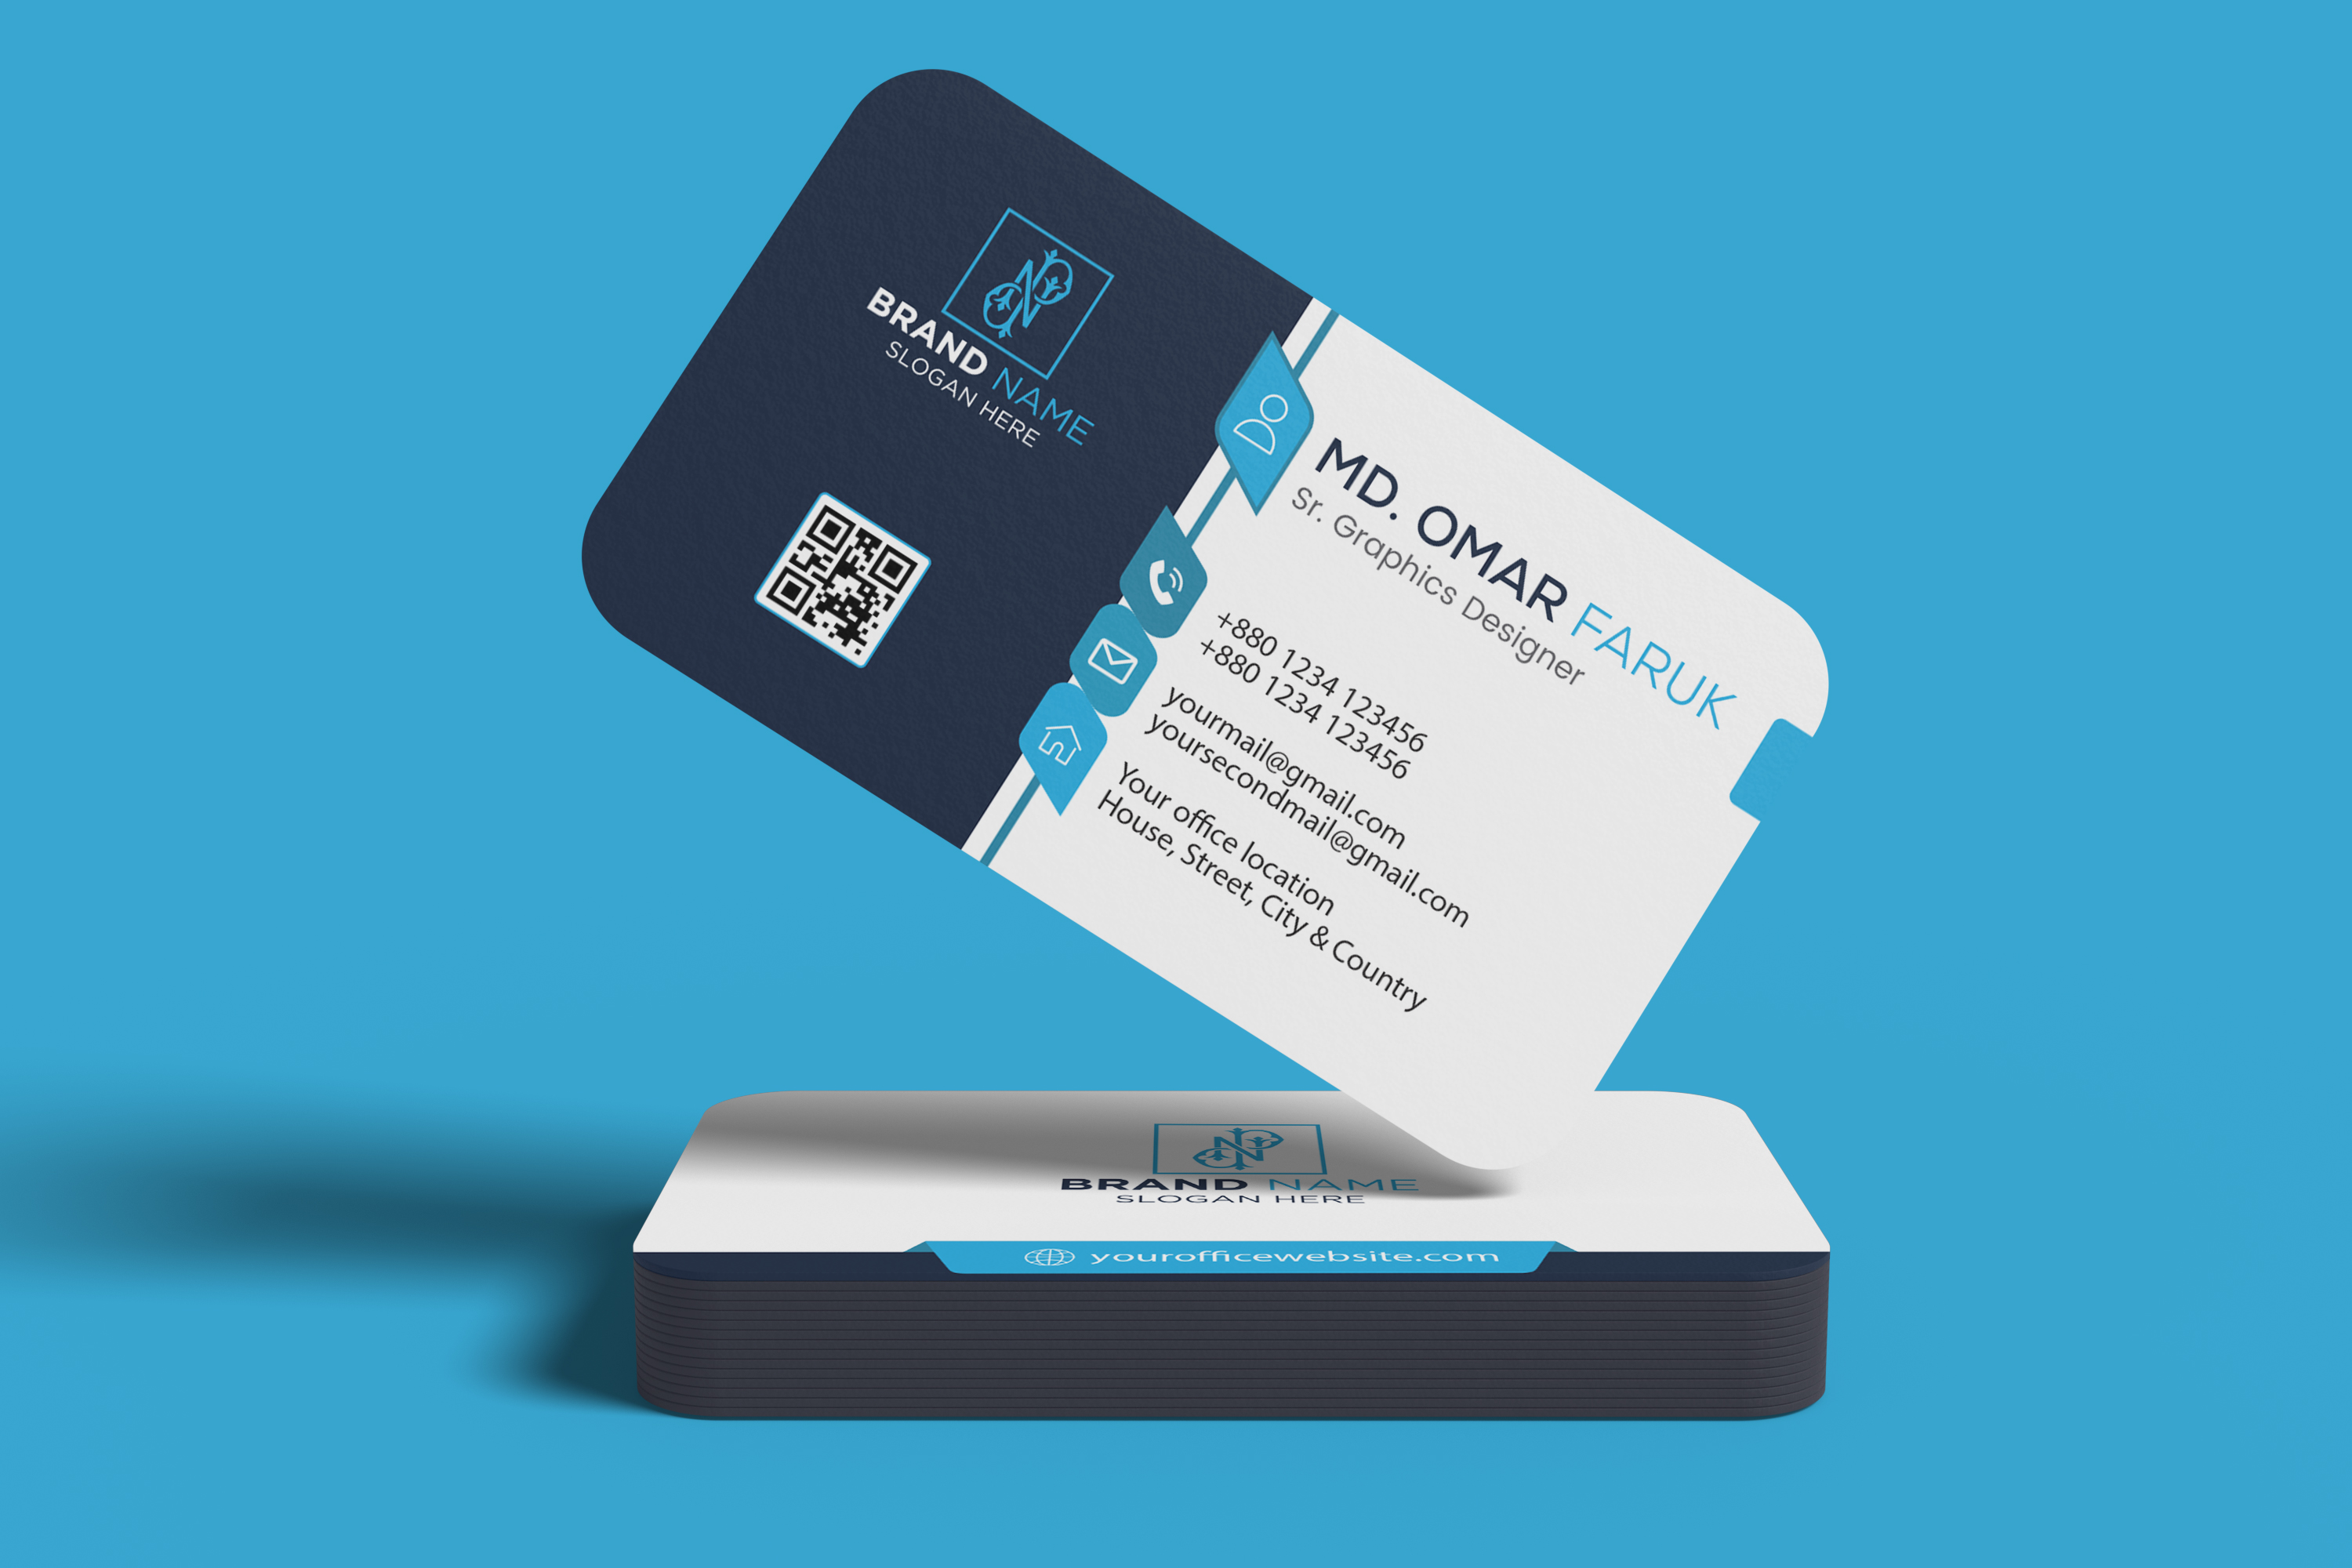 BRAND NAME
SLOGAN HERE
MD. OMAR FARUK
Sr. Graphics Designer
+880 1234 123456
+880 1234 123456
yourmail@gmail.com
yoursecondmail@gmail.com
Your office location
House, Street, City & Country
BRAND NAME
SLOGAN HERE
yourofficewebsite.com